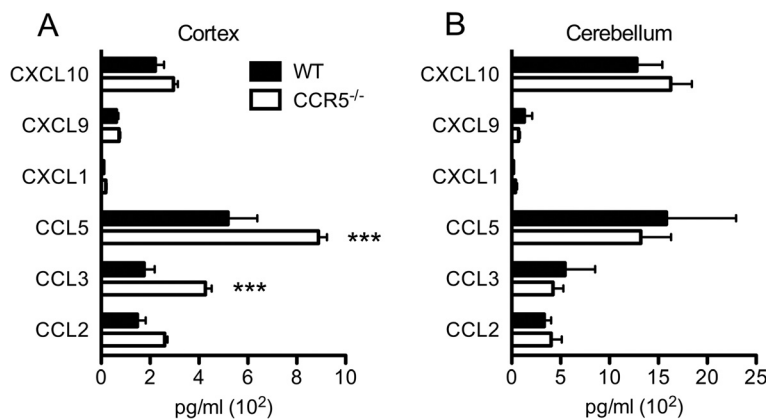 A
Cortex
CXCL10
CXCL9
CXCL1
CCL5
CCL3
CCL2
WT
CCR5-/-
***
***
0 2 4 6 8 10
pg/ml (10²)
B
Cerebellum
CXCL10
CXCL9
CXCL1
CCL5
CCL3
CCL2
0 5 10 15 20 25
pg/ml (10²)